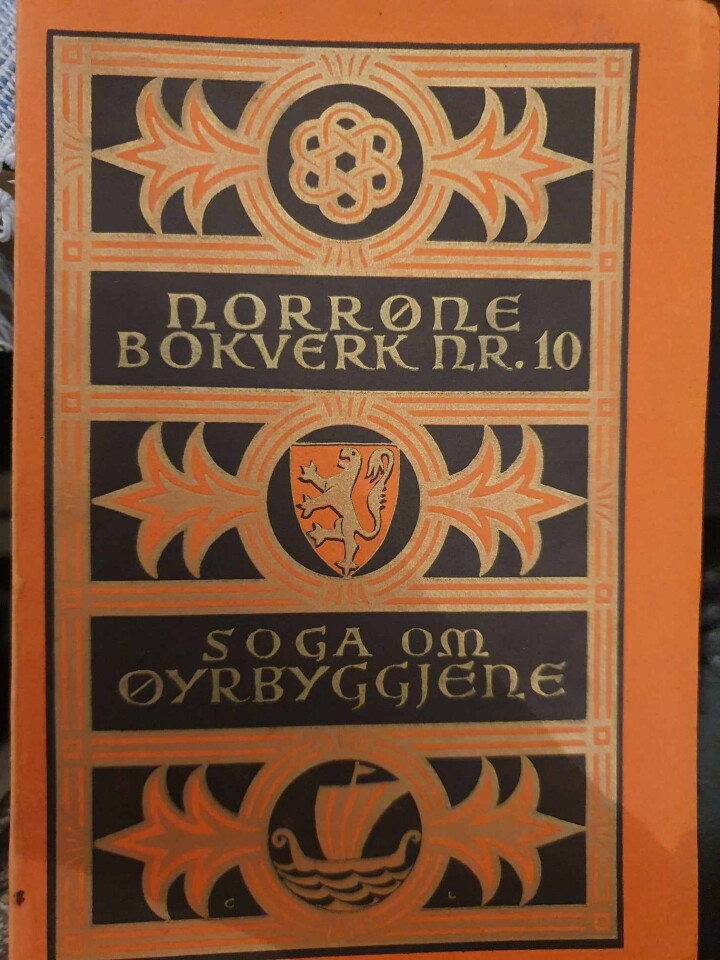 NORRØNE
BOKVERK NR. 10
SOGA OM
ØYRBYGGJENE
C L